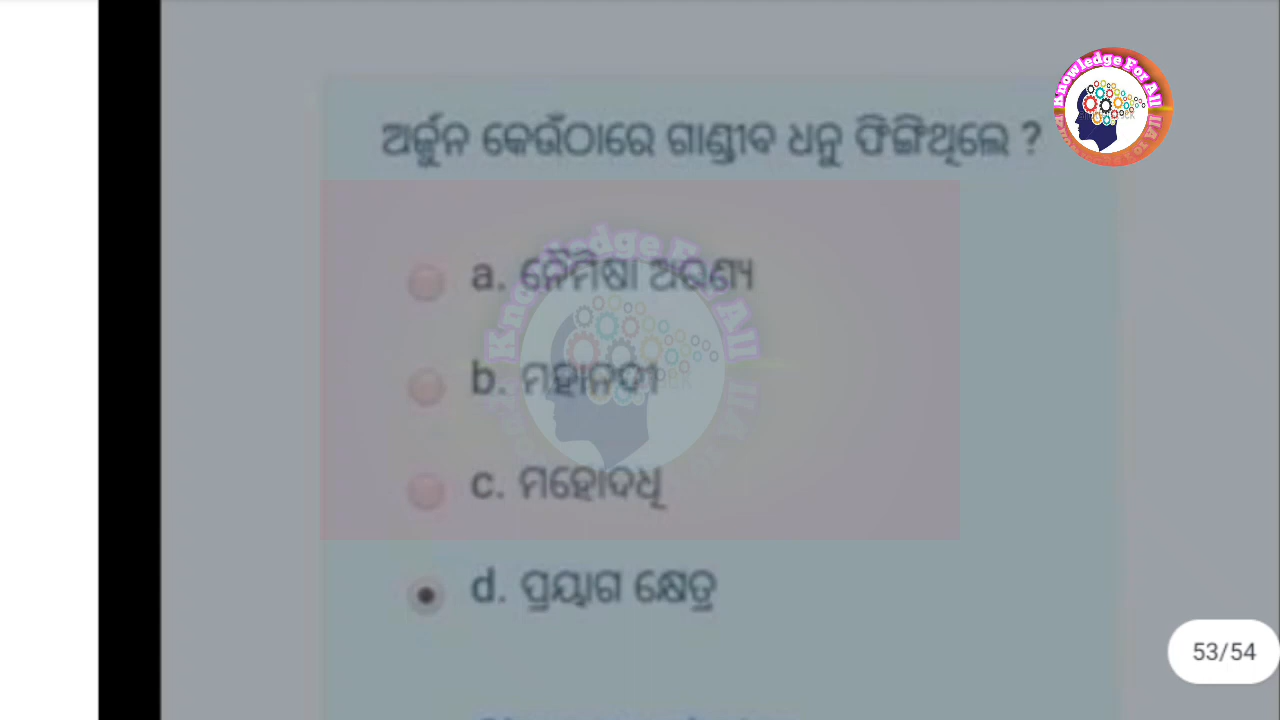 Knowledge For All
ଅର୍ଜୁନ କେଉଁଠାରେ ଗାଣ୍ଡୀବ ଧନୁ ଫିଙ୍ଗିଥିଲେ ?
a. ନୈମିଷା ଅରଣ୍ୟ
b. ମହାନଦୀ
c. ମହୋଦଧି
d. ପ୍ରୟାଗ କ୍ଷେତ୍ର
53/54